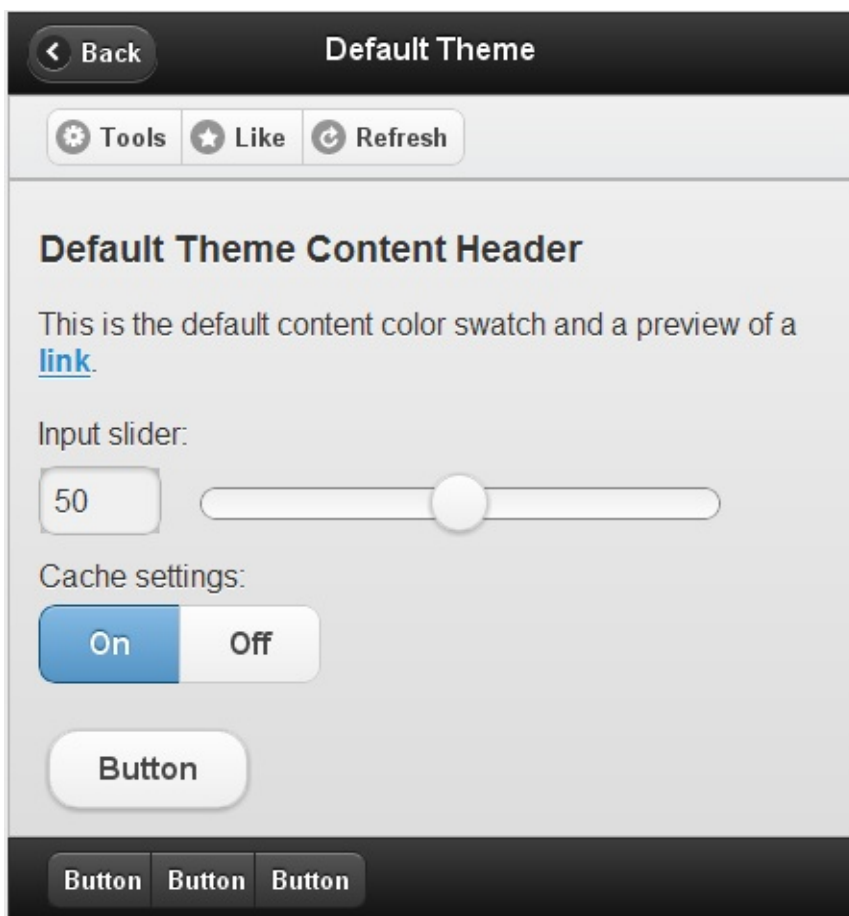 Back
Default Theme
Tools Like Refresh
Default Theme Content Header
This is the default content color swatch and a preview of a
link.
Input slider:
50
Cache settings:
On Off
Button
Button Button Button